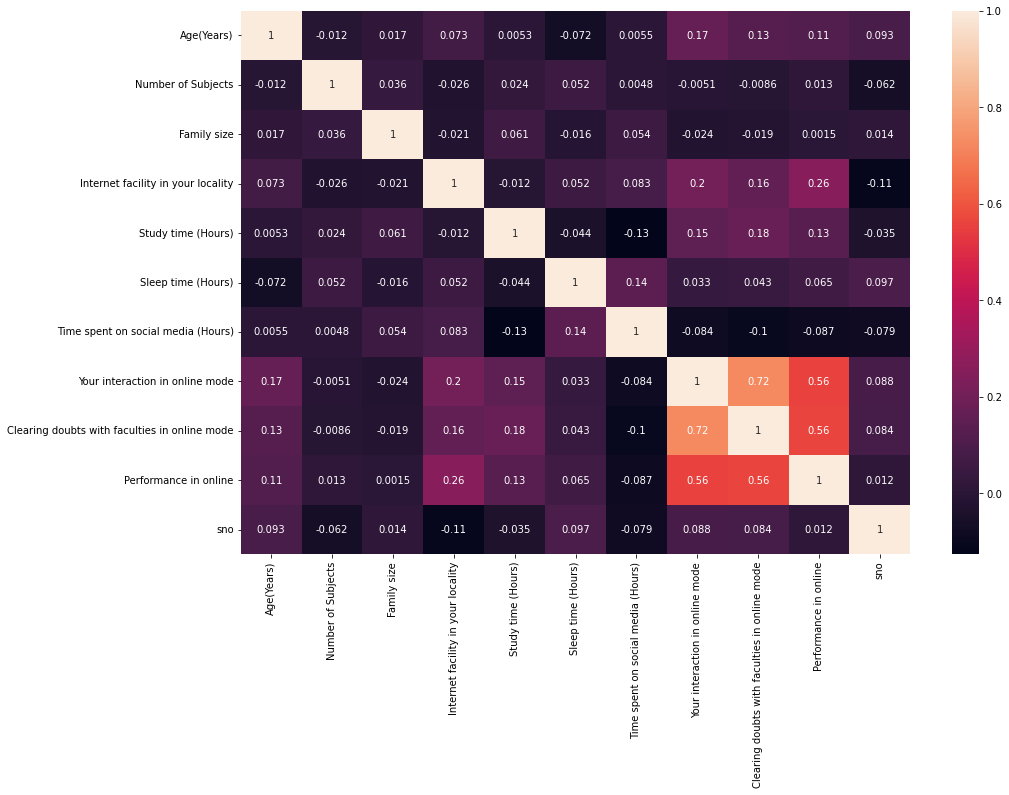 Age(Years) 1 -0.012 0.017 0.073 0.0053 -0.072 0.0055 0.17 0.13 0.11 0.093
Number of Subjects -0.012 1 0.036 -0.026 0.024 0.052 0.0048 -0.0051 -0.0086 0.013 -0.062
Family size 0.017 0.036 1 -0.021 0.061 -0.016 0.054 -0.024 -0.019 0.0015 0.014
Internet facility in your locality 0.073 -0.026 -0.021 1 -0.012 0.052 0.083 0.2 0.16 0.26 -0.11
Study time (Hours) 0.0053 0.024 0.061 -0.012 1 -0.044 -0.13 0.15 0.18 0.13 -0.035
Sleep time (Hours) -0.072 0.052 -0.016 0.052 -0.044 1 0.14 0.033 0.043 0.065 0.097
Time spent on social media (Hours) 0.0055 0.0048 0.054 0.083 -0.13 0.14 1 -0.084 -0.1 -0.087 -0.079
Your interaction in online mode 0.17 -0.0051 -0.024 0.2 0.15 0.033 -0.084 1 0.72 0.56 0.088
Clearing doubts with faculties in online mode 0.13 -0.0086 -0.019 0.16 0.18 0.043 -0.1 0.72 1 0.56 0.084
Performance in online 0.11 0.013 0.0015 0.26 0.13 0.065 -0.087 0.56 0.56 1 0.012
sno 0.093 -0.062 0.014 -0.11 -0.035 0.097 -0.079 0.088 0.084 0.012 1
Age(Years)
Number of Subjects
Family size
Internet facility in your locality
Study time (Hours)
Sleep time (Hours)
Time spent on social media (Hours)
Your interaction in online mode
Clearing doubts with faculties in online mode
Performance in online
sno
1.0
0.8
0.6
0.4
0.2
0.0